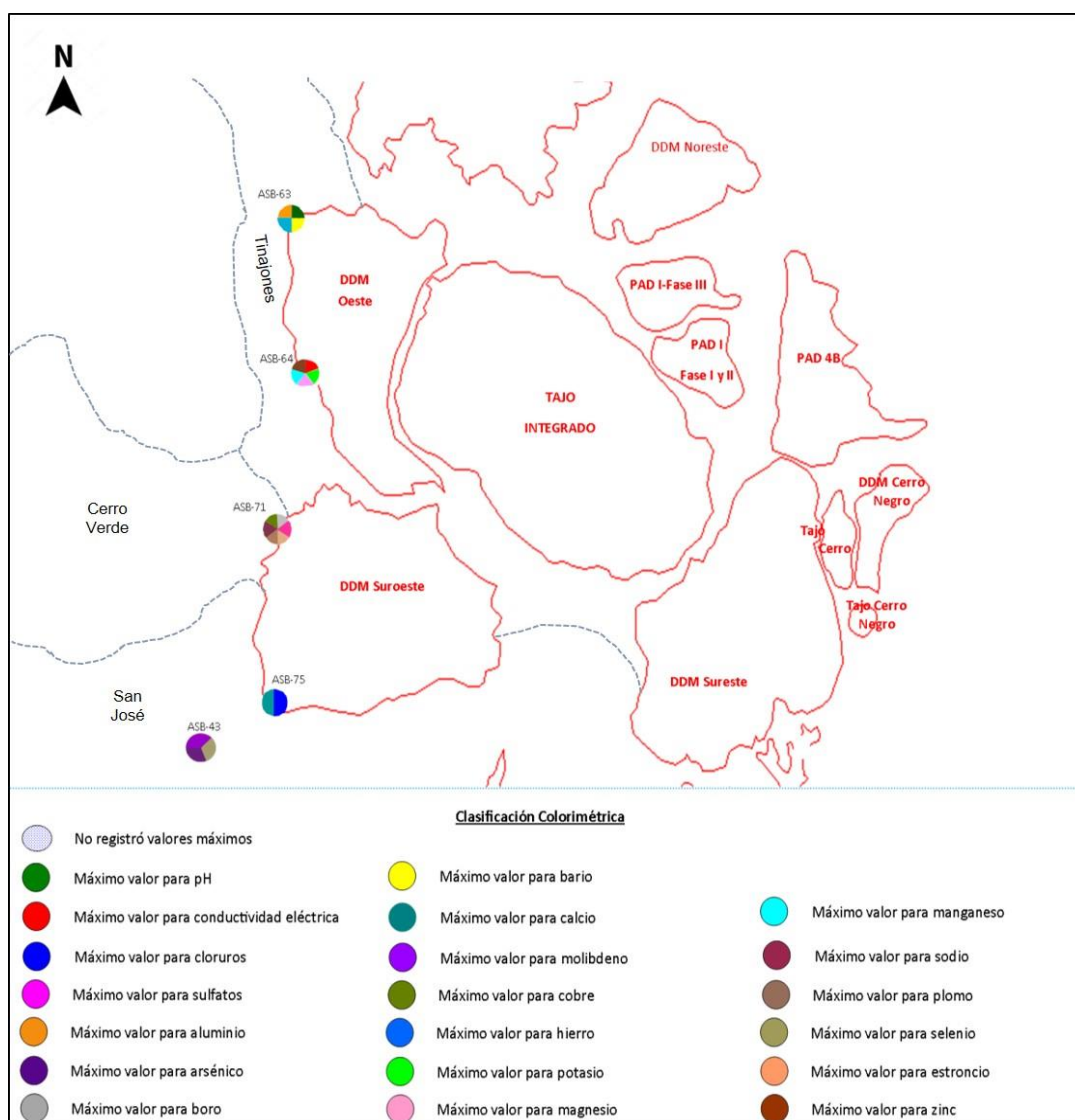 N
DDM Noreste
ASB-63
Tinajones
DDM
Oeste
PAD I-Fase III
PAD I
Fase I y II
PAD 4B
ASB-64
TAJO
INTEGRADO
DDM Cerro
Negro
Cerro
Verde
ASB-71
Tajo
Cerro
DDM Suroeste
Tajo Cerro
Negro
ASB-75
DDM Sureste
San
José
ASB-43
Clasificación Colorimétrica
No registró valores máximos
Máximo valor para pH
Máximo valor para conductividad eléctrica
Máximo valor para cloruros
Máximo valor para sulfatos
Máximo valor para aluminio
Máximo valor para arsénico
Máximo valor para boro
Máximo valor para bario
Máximo valor para calcio
Máximo valor para molibdeno
Máximo valor para cobre
Máximo valor para hierro
Máximo valor para potasio
Máximo valor para magnesio
Máximo valor para manganeso
Máximo valor para sodio
Máximo valor para plomo
Máximo valor para selenio
Máximo valor para estroncio
Máximo valor para zinc